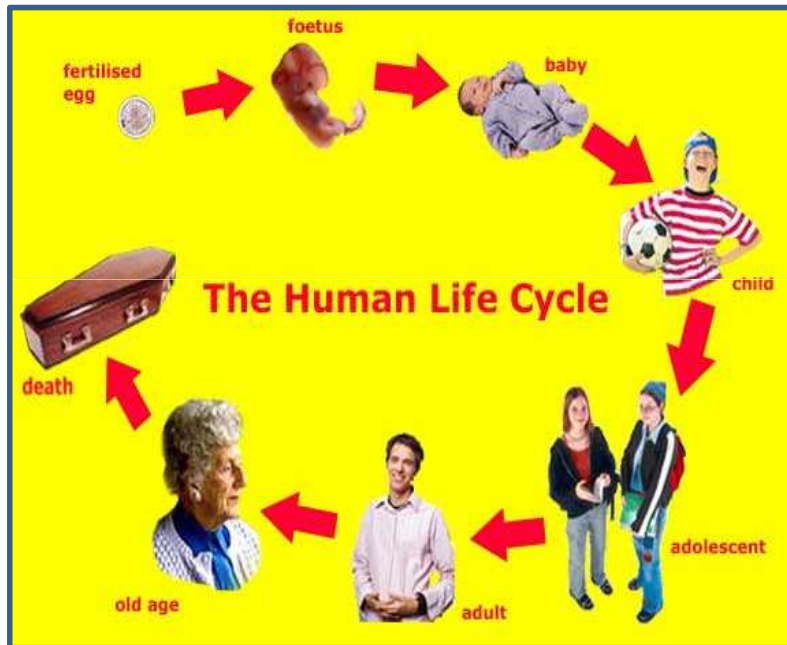 foetus
fertilised
egg
baby
child
The Human Life Cycle
death
adolescent
adult
old age